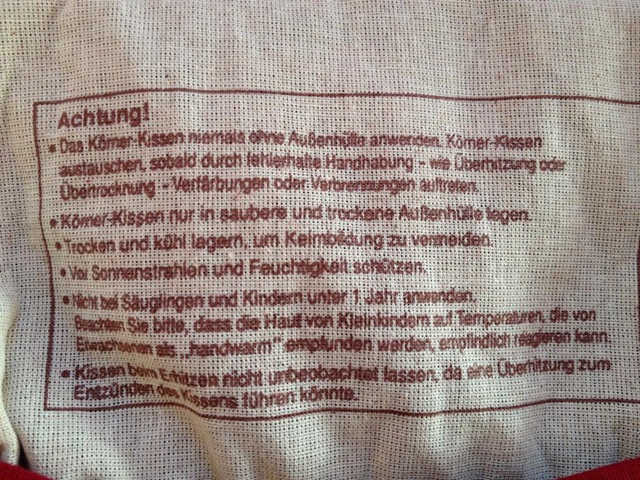 Achtung!
• Das Körner-Kissen niemals ohne Außenhülle anwenden. Körner-Kissen
austauschen, sobald durch fehlerhafte Handhabung - wie Überhitzung oder
Übertrocknung - Verfärbungen oder Verbrennungen auftreten.
• Körner-Kissen nur in saubere und trockene Außenhülle legen.
• Trocken und kühl lagern, um Keimbildung zu vermeiden.
• Vor Sonnenstrahlen und Feuchtigkeit schützen.
• Nicht bei Säuglingen und Kindern unter 1 Jahr anwenden.
Beachten Sie bitte, dass die Haut von Kleinkindern auf Temperaturen, die von
Erwachsenen als „handwarm" empfunden werden, empfindlich reagieren kann.
• Kissen beim Erhitzen nicht unbeobachtet lassen, da eine Überhitzung zum
Entzünden des Kissens führen könnte.